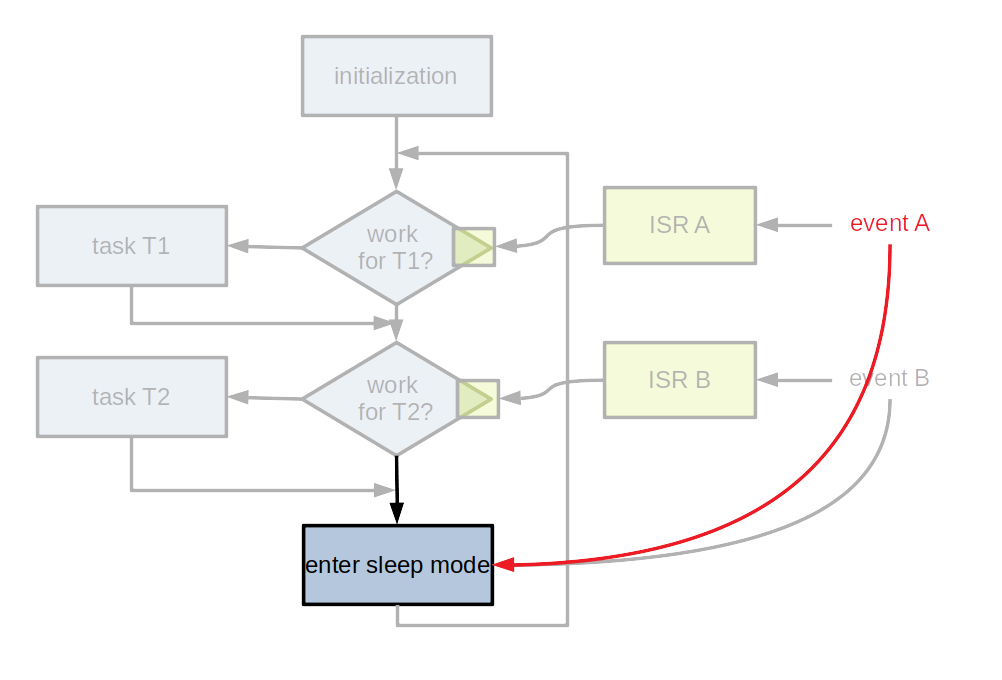 initialization
work
for T1?
task T1
ISR A
event A
work
for T2?
task T2
ISR B
event B
enter sleep mode